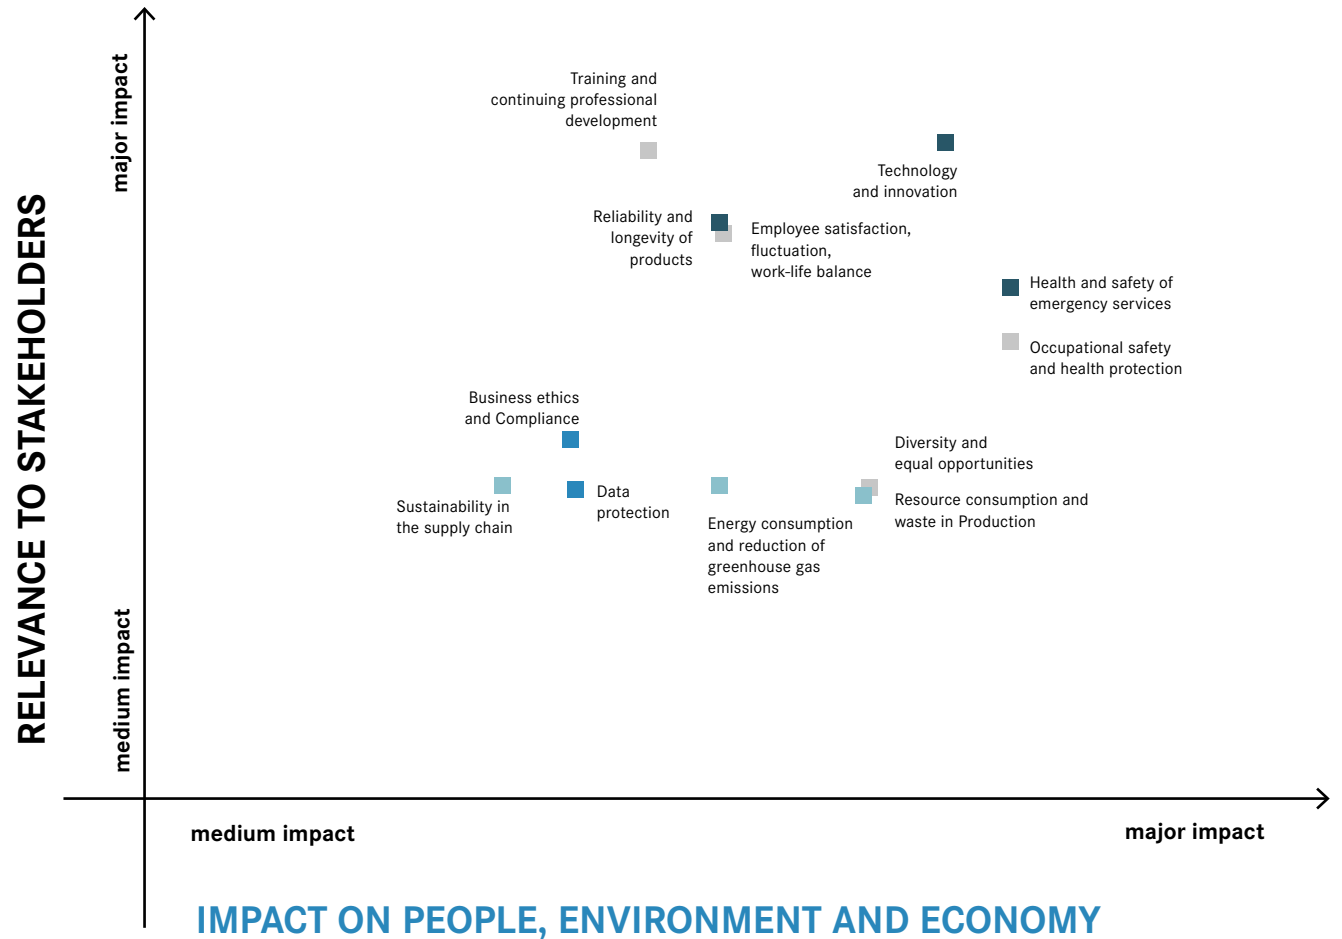 RELEVANCE TO STAKEHOLDERS
major impact
medium impact
Training and
continuing professional
development
Technology
and innovation
Reliability and
longevity of
products
Employee satisfaction,
fluctuation,
work-life balance
Health and safety of
emergency services
Occupational safety
and health protection
Business ethics
and Compliance
Diversity and
equal opportunities
Sustainability in
the supply chain
Data
protection
Resource consumption and
waste in Production
Energy consumption
and reduction of
greenhouse gas
emissions
medium impact
major impact
IMPACT ON PEOPLE, ENVIRONMENT AND ECONOMY